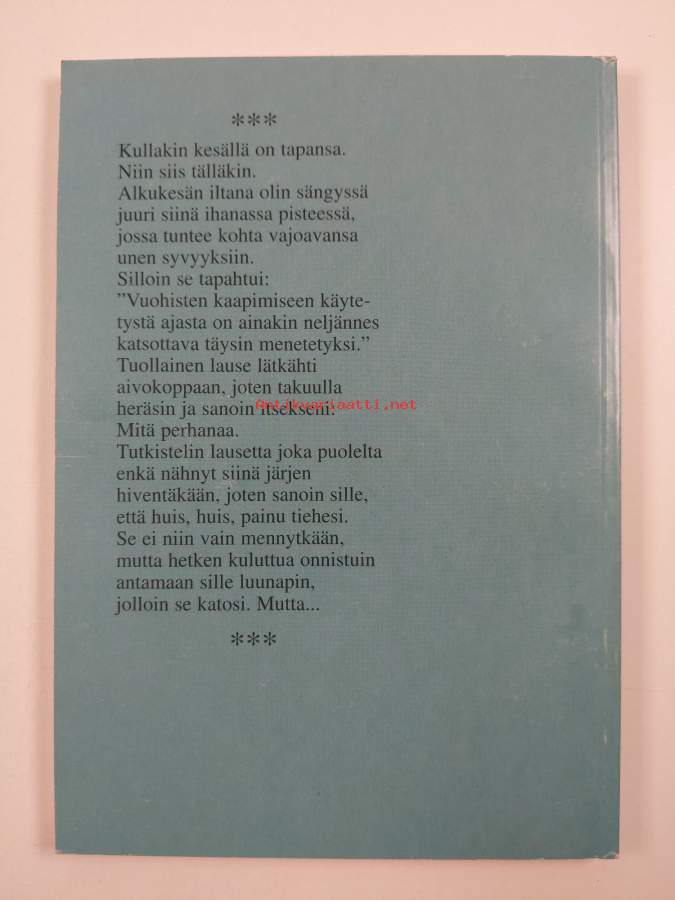 ***
Kullakin kesällä on tapansa.
Niin siis tälläkin.
Alkukesän iltana olin sängyssä
juuri siinä ihanassa pisteessä,
jossa tuntee kohta vajoavansa
unen syvyyksiin.
Silloin se tapahtui:
”Vuohisten kaapimiseen käyte-
tystä ajasta on ainakin neljännes
katsottava täysin menetetyksi.”
Tuollainen lause lätkähti
aivokoppaan, joten takuulla
heräsin ja sanoin itsekseni:
Antikvariaatti.net
Mitä perhanaa.
Tutkistelin lausetta joka puolelta
enkä nähnyt siinä järjen
hiventäkään, joten sanoin sille,
että huis, huis, painu tiehesi.
Se ei niin vain mennytkään,
mutta hetken kuluttua onnistuin
antamaan sille luunapin,
jolloin se katosi. Mutta...
***